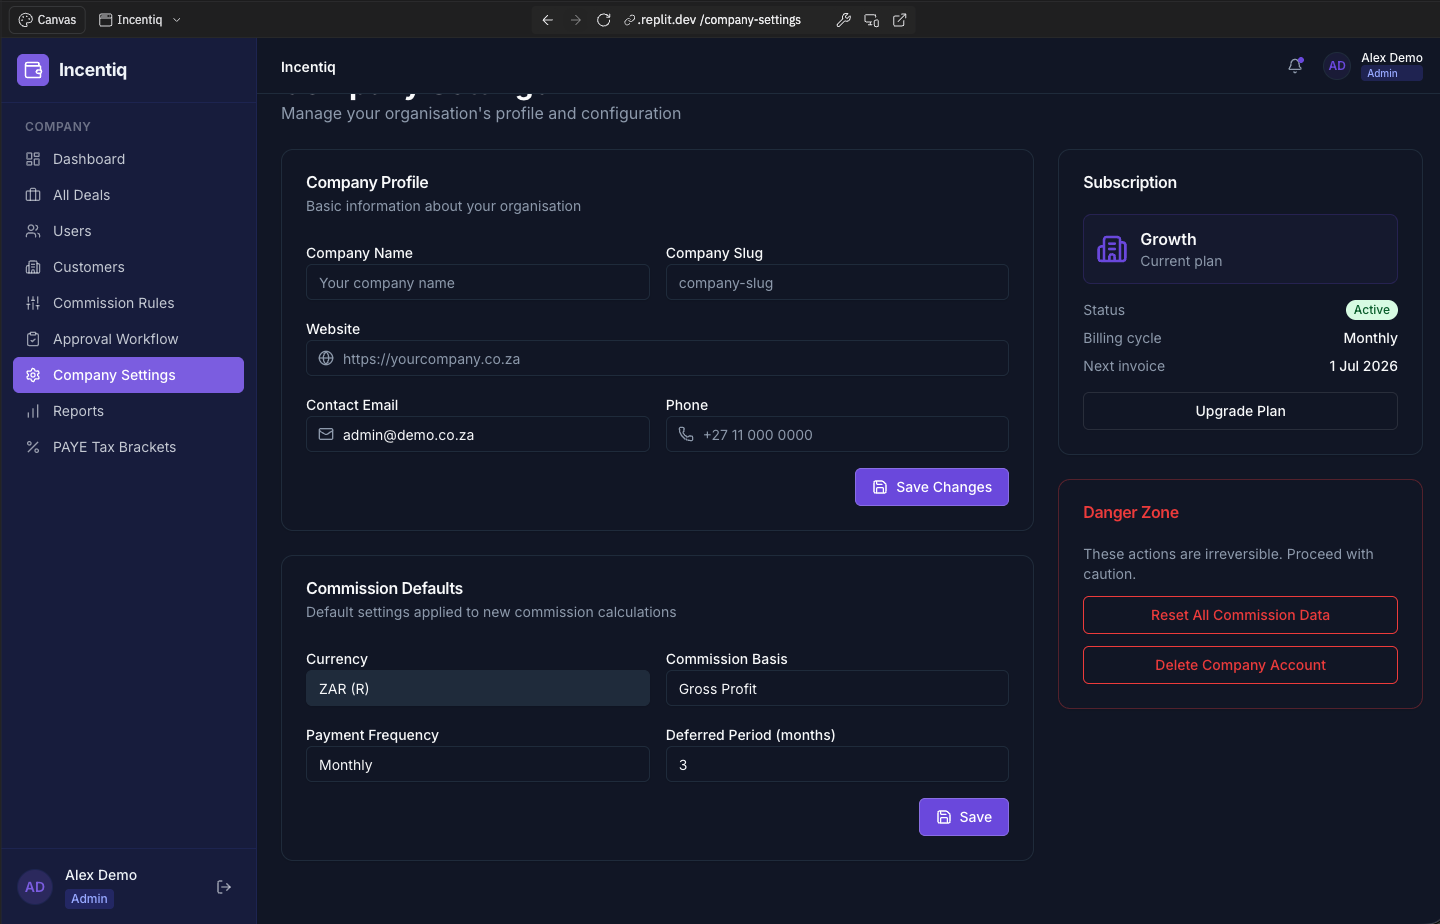 Canvas
Incentiq
.replit.dev /company-settings
Incentiq
COMPANY
Dashboard
All Deals
Users
Customers
Commission Rules
Approval Workflow
Company Settings
Reports
PAYE Tax Brackets
AD
Alex Demo
Admin
Incentiq
AD
Alex Demo
Admin
Manage your organisation's profile and configuration
Company Profile
Basic information about your organisation
Company Name
Company Slug
Your company name
company-slug
Website
https://yourcompany.co.za
Contact Email
Phone
admin@demo.co.za
+27 11 000 0000
Save Changes
Commission Defaults
Default settings applied to new commission calculations
Currency
Commission Basis
ZAR (R)
Gross Profit
Payment Frequency
Deferred Period (months)
Monthly
3
Save
Subscription
Growth
Current plan
Status
Active
Billing cycle
Monthly
Next invoice
1 Jul 2026
Upgrade Plan
Danger Zone
These actions are irreversible. Proceed with
caution.
Reset All Commission Data
Delete Company Account